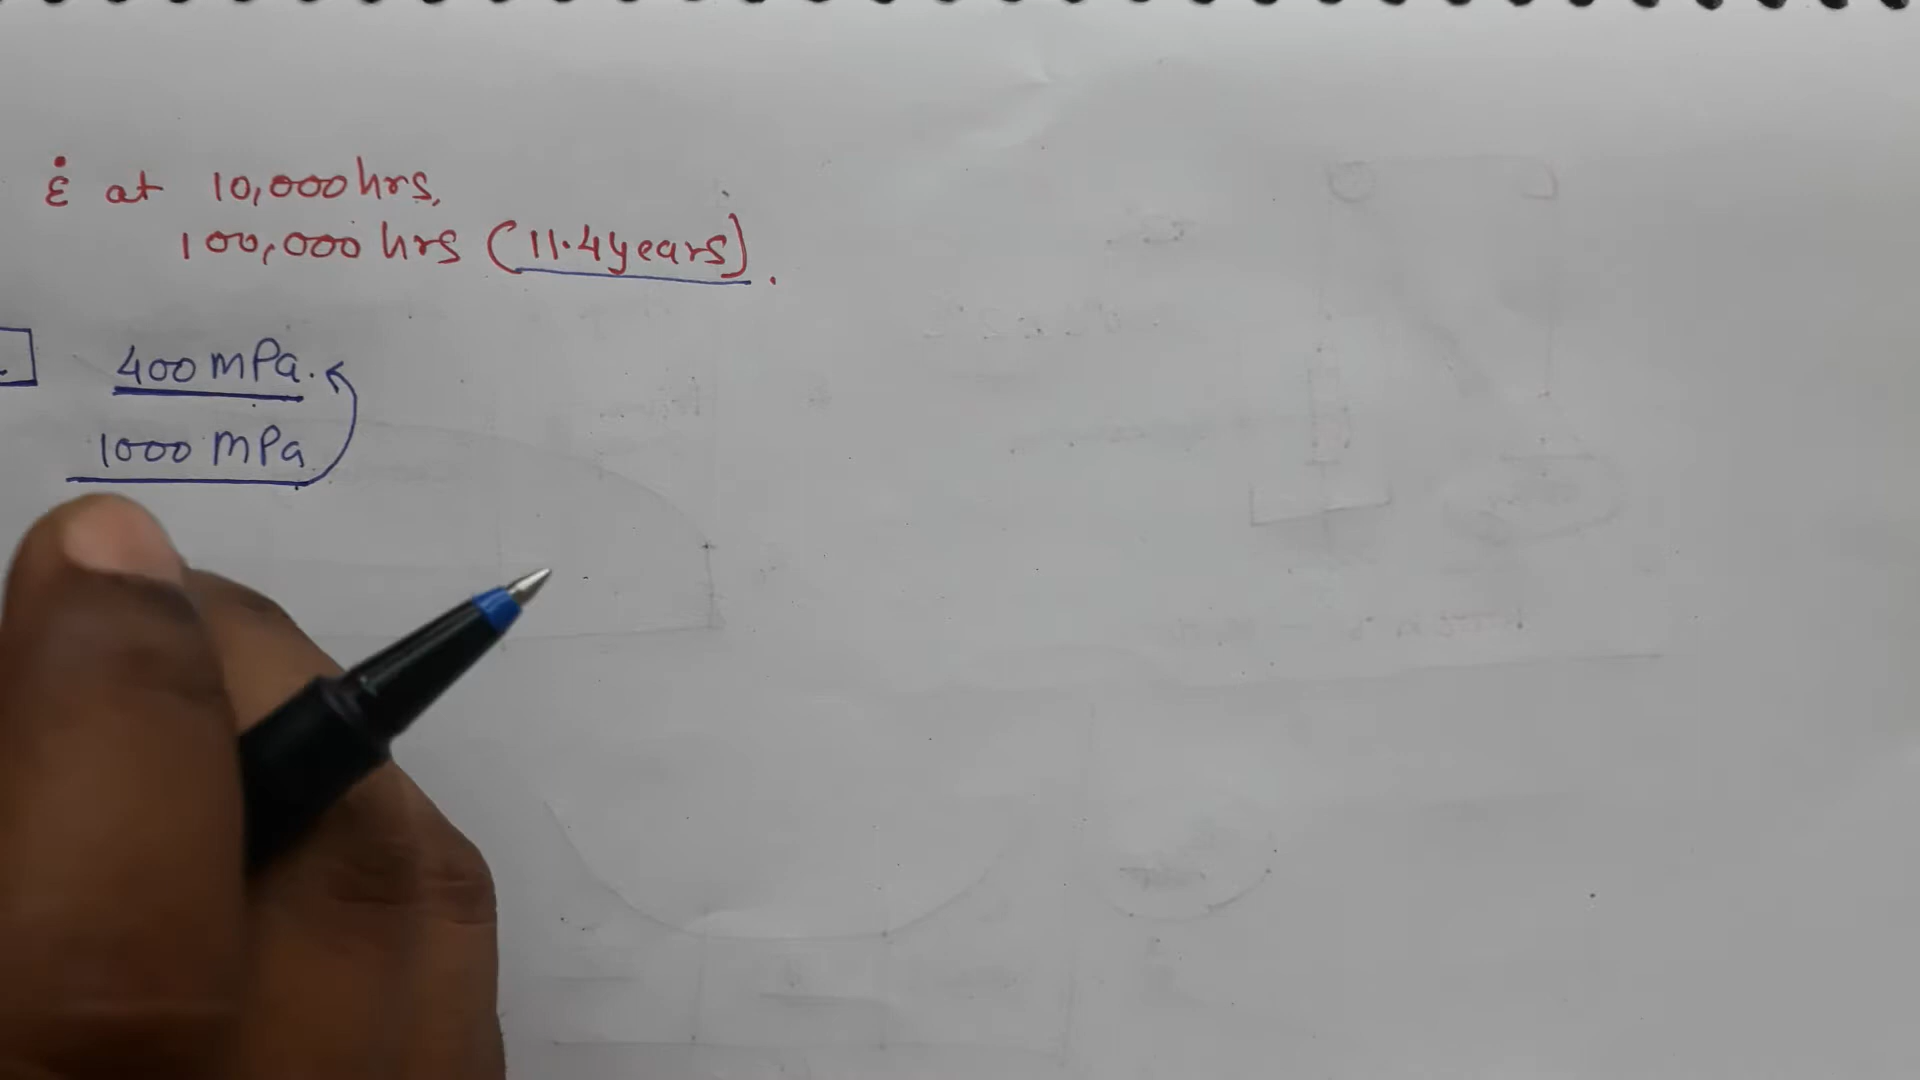 ε̇ at 10,000 hrs,
100,000 hrs (11.4 years).
400 mPa.
1000 mPa